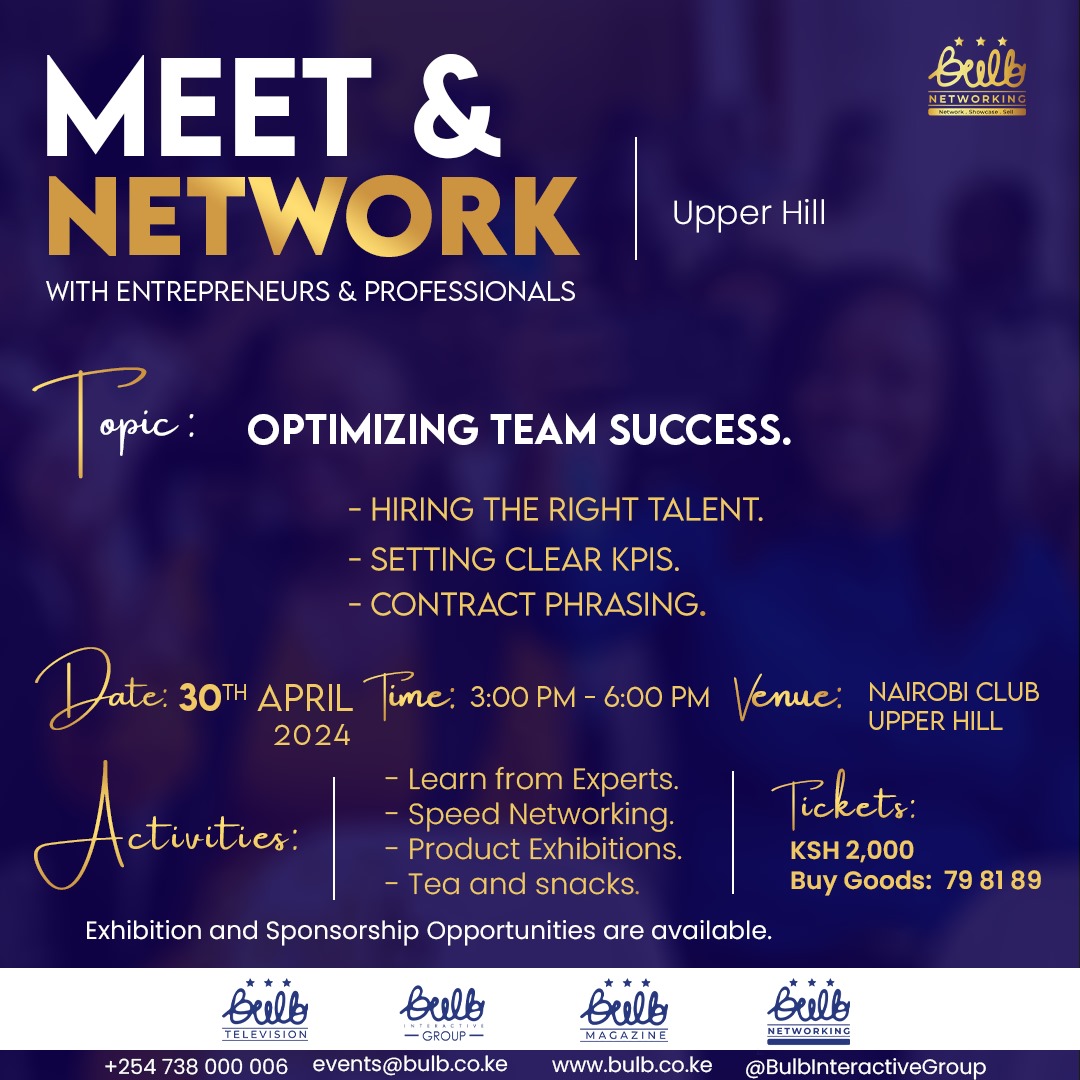 MEET &
NETWORK
WITH ENTREPRENEURS & PROFESSIONALS
Upper Hill
Bulb
NETWORKING
Network . Showcase . Sell
Topic:
OPTIMIZING TEAM SUCCESS.
- HIRING THE RIGHT TALENT.
- SETTING CLEAR KPIS.
- CONTRACT PHRASING.
Date: 30TH APRIL
2024
Time: 3:00 PM - 6:00 PM
Venue: NAIROBI CLUB
UPPER HILL
Activities:
- Learn from Experts.
- Speed Networking.
- Product Exhibitions.
- Tea and snacks.
Tickets:
KSH 2,000
Buy Goods: 79 81 89
Exhibition and Sponsorship Opportunities are available.
Bulb
TELEVISION
Bulb
INTERACTIVE
GROUP
Bulb
MAGAZINE
Bulb
NETWORKING
+254 738 000 006 events@bulb.co.ke www.bulb.co.ke @BulbInteractiveGroup